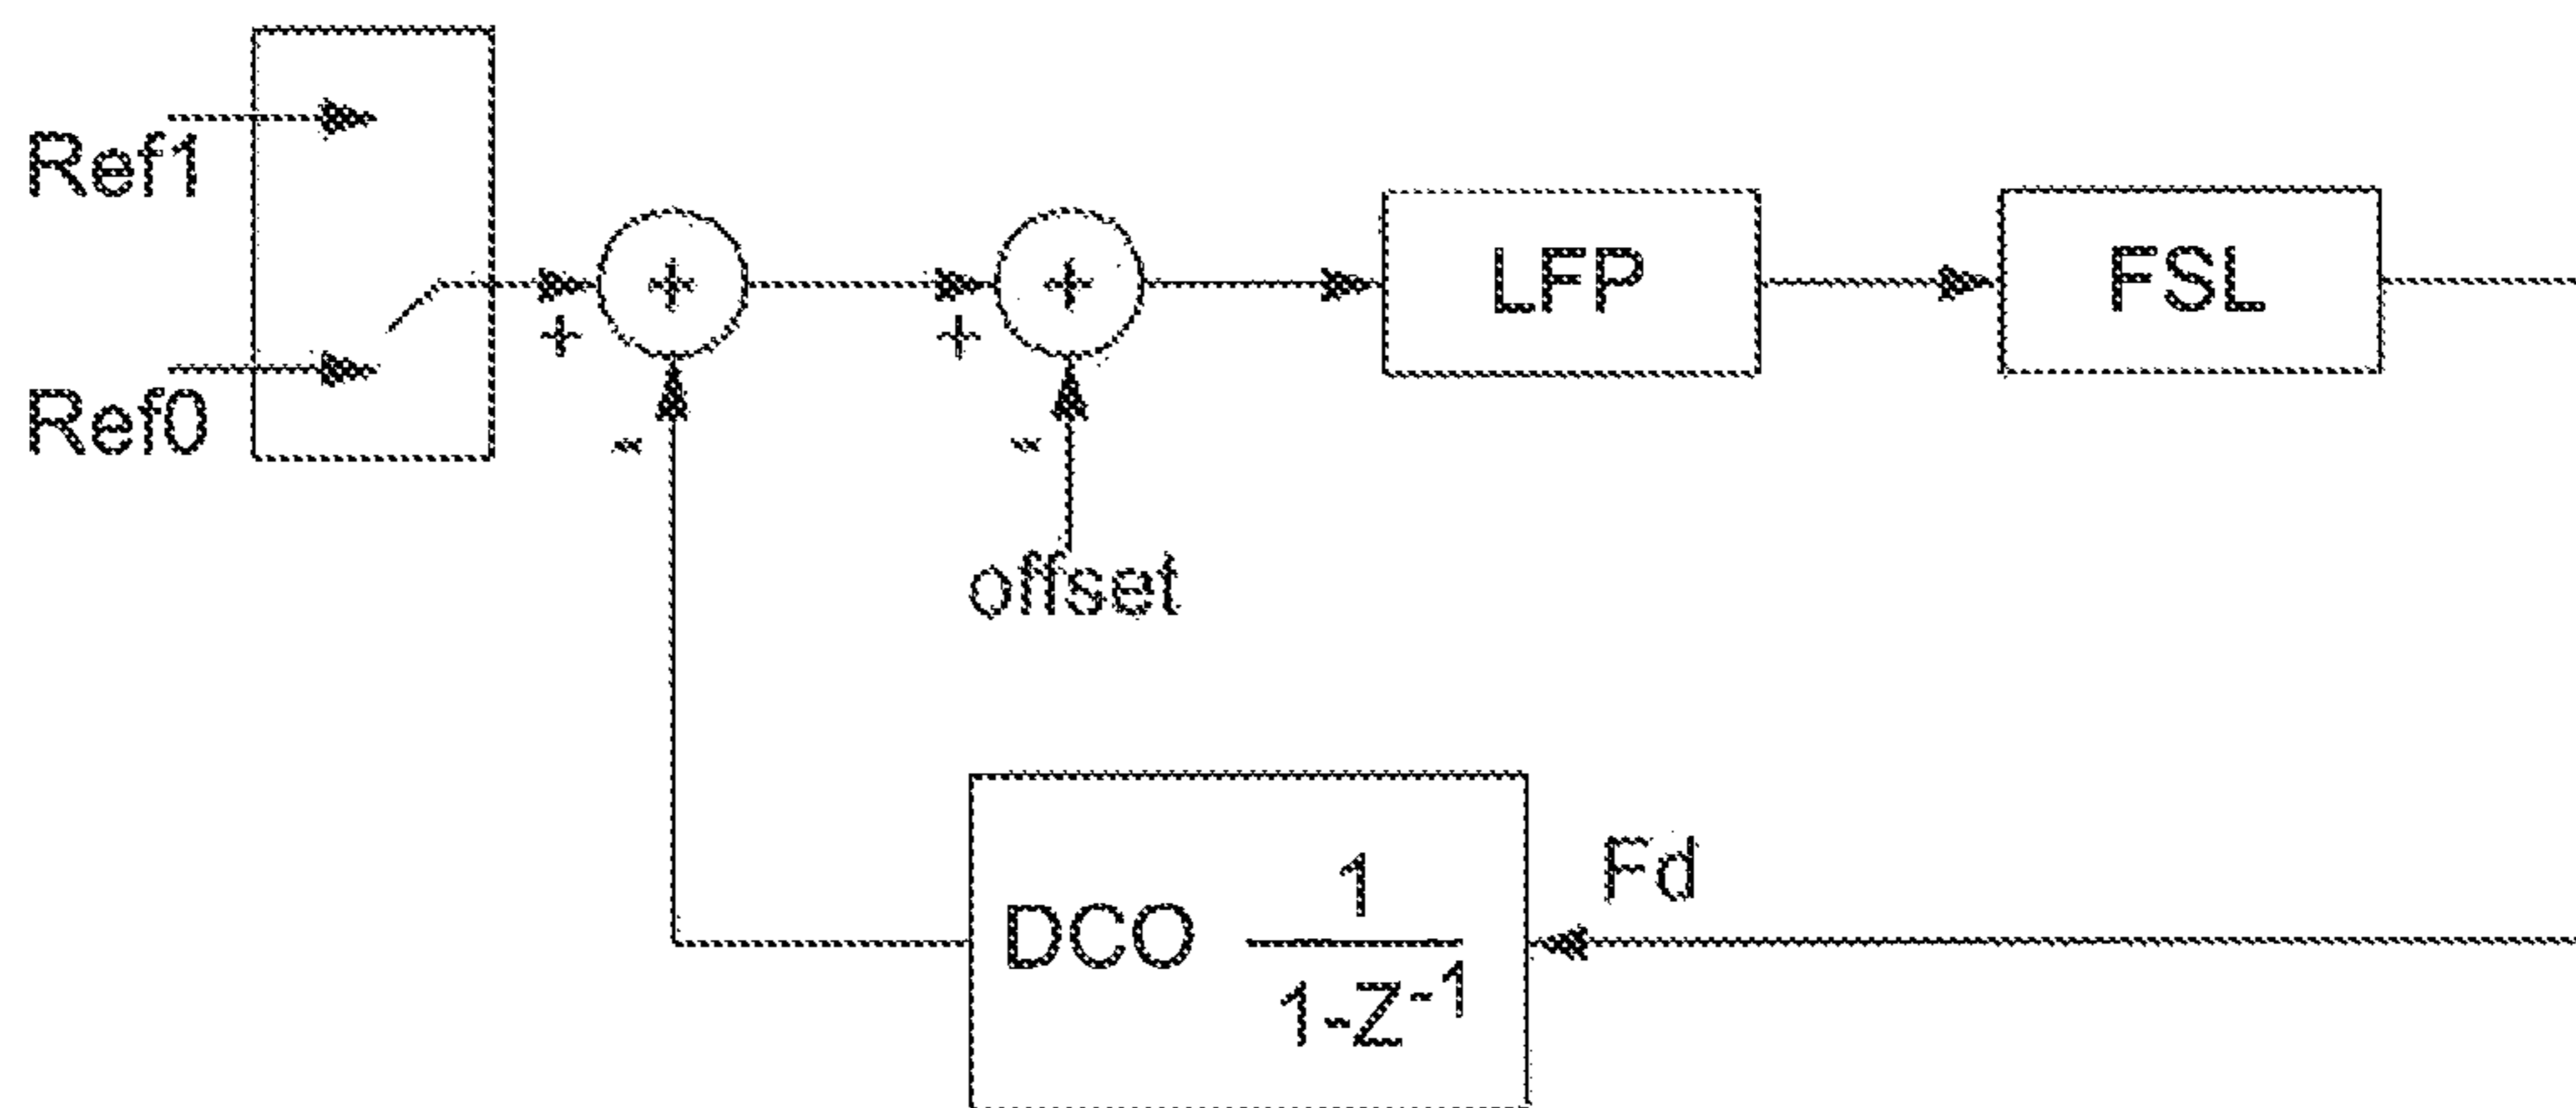 Ref1
Ref0
+
+
-
+
+
-
offset
LFP
FSL
DCO
1
1-Z^-1
Fd